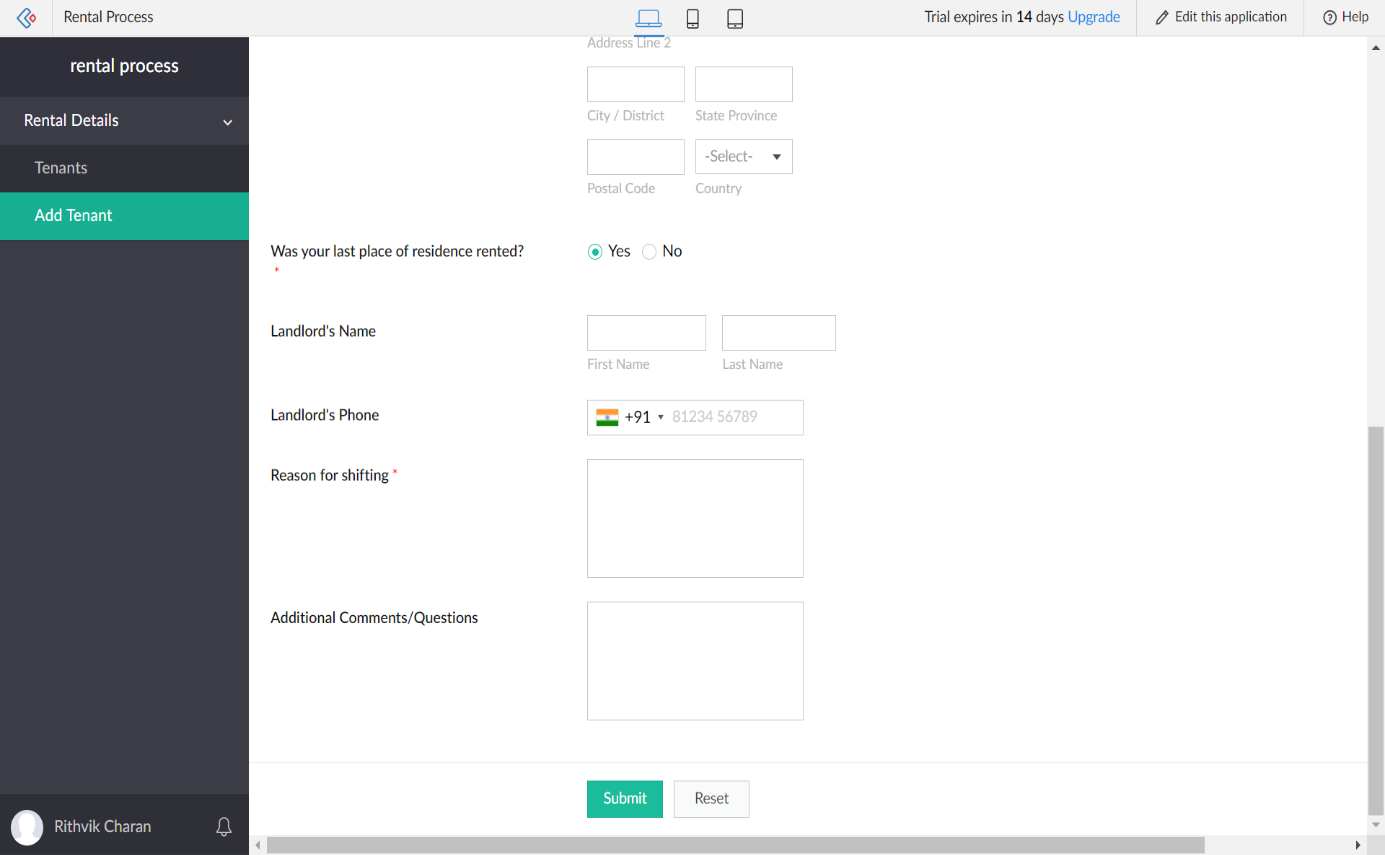 Rental Process
Trial expires in 14 days Upgrade
Edit this application
Help
rental process
Rental Details
Tenants
Add Tenant
Address Line 2
City / District State Province
-Select-
Postal Code Country
Was your last place of residence rented?
*
Yes No
Landlord's Name
First Name Last Name
Landlord's Phone
+91 81234 56789
Reason for shifting *
Additional Comments/Questions
Submit Reset
Rithvik Charan